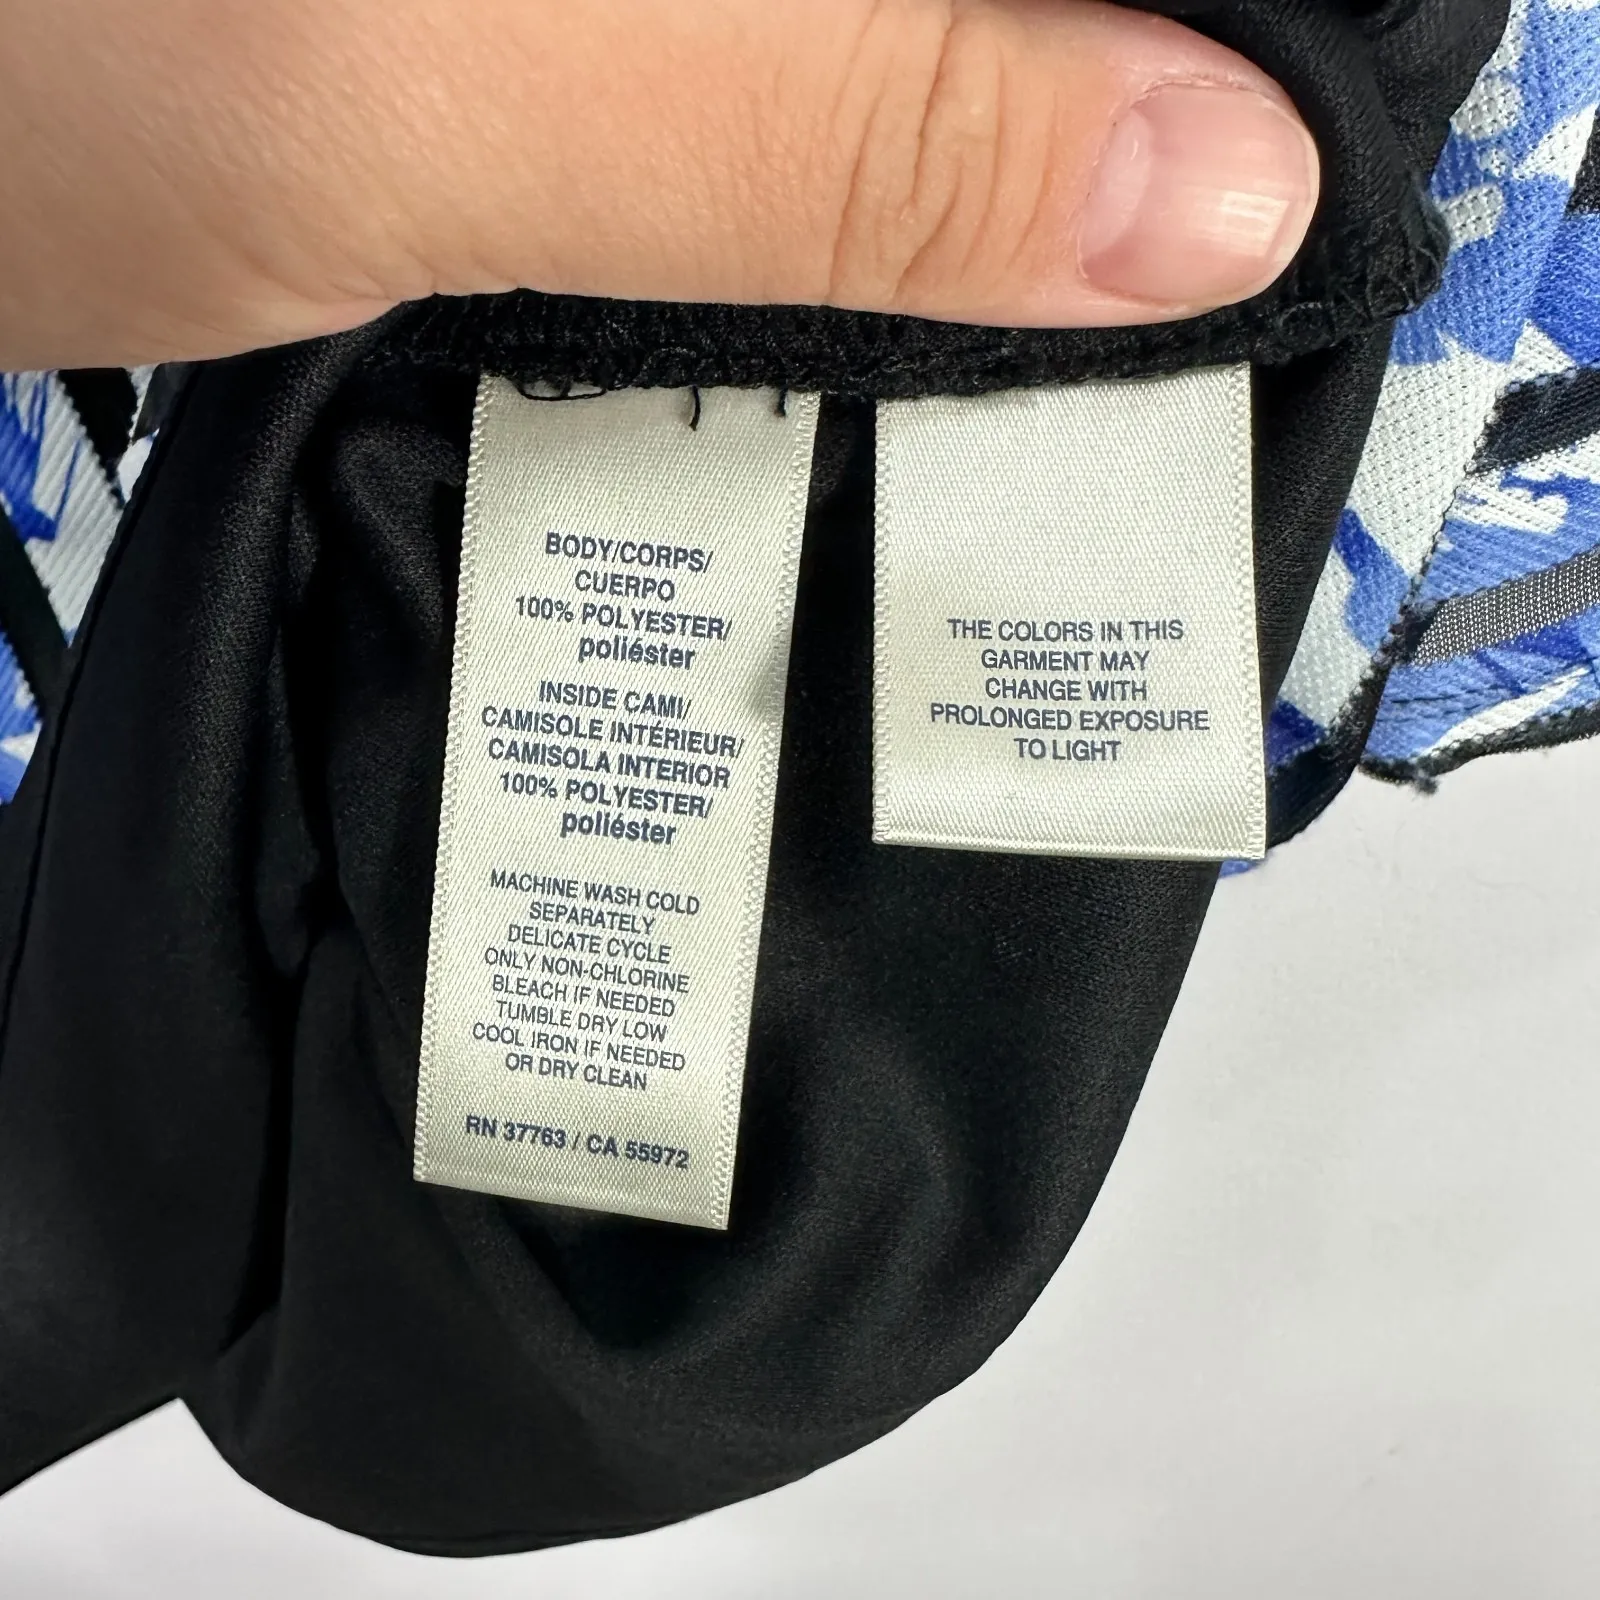 BODY/CORPS/
CUERPO
100% POLYESTER/
poliéster
INSIDE CAMI/
CAMISOLE INTÉRIEUR/
CAMISOLA INTERIOR
100% POLYESTER/
poliéster
MACHINE WASH COLD
SEPARATELY
DELICATE CYCLE
ONLY NON-CHLORINE
BLEACH IF NEEDED
TUMBLE DRY LOW
COOL IRON IF NEEDED
OR DRY CLEAN
RN 37763 / CA 55972
THE COLORS IN THIS
GARMENT MAY
CHANGE WITH
PROLONGED EXPOSURE
TO LIGHT